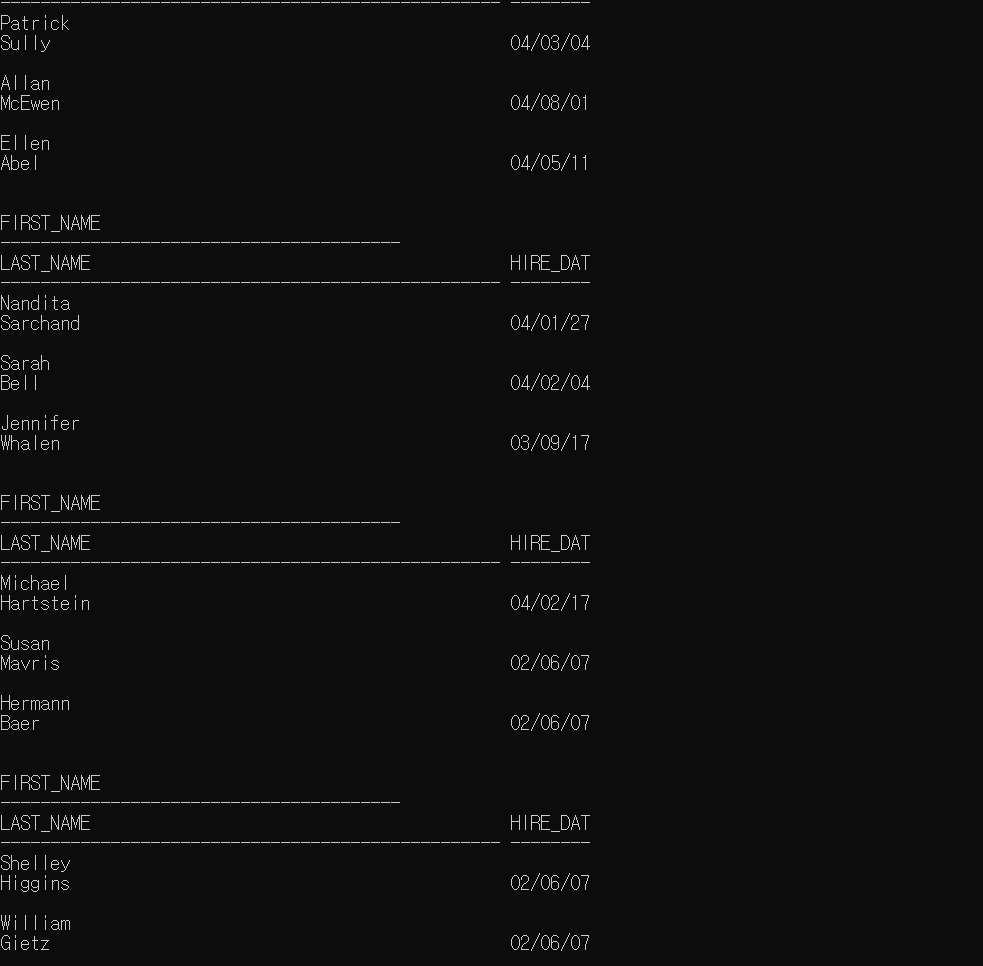 -------------------------------------------------- --------
Patrick
Sully                                              04/03/04

Allan
McEwen                                             04/08/01

Ellen
Abel                                               04/05/11


FIRST_NAME
----------------------------------------
LAST_NAME                                          HIRE_DAT
-------------------------------------------------- --------
Nandita
Sarchand                                           04/01/27

Sarah
Bell                                               04/02/04

Jennifer
Whalen                                             03/09/17


FIRST_NAME
----------------------------------------
LAST_NAME                                          HIRE_DAT
-------------------------------------------------- --------
Michael
Hartstein                                          04/02/17

Susan
Mavris                                             02/06/07

Hermann
Baer                                               02/06/07


FIRST_NAME
----------------------------------------
LAST_NAME                                          HIRE_DAT
-------------------------------------------------- --------
Shelley
Higgins                                            02/06/07

William
Gietz                                              02/06/07